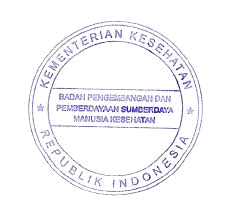 KEMENTERIAN KESEHATAN
BADAN PENGEMBANGAN DAN
PEMBERDAYAAN SUMBERDAYA
MANUSIA KESEHATAN
REPUBLIK INDONESIA